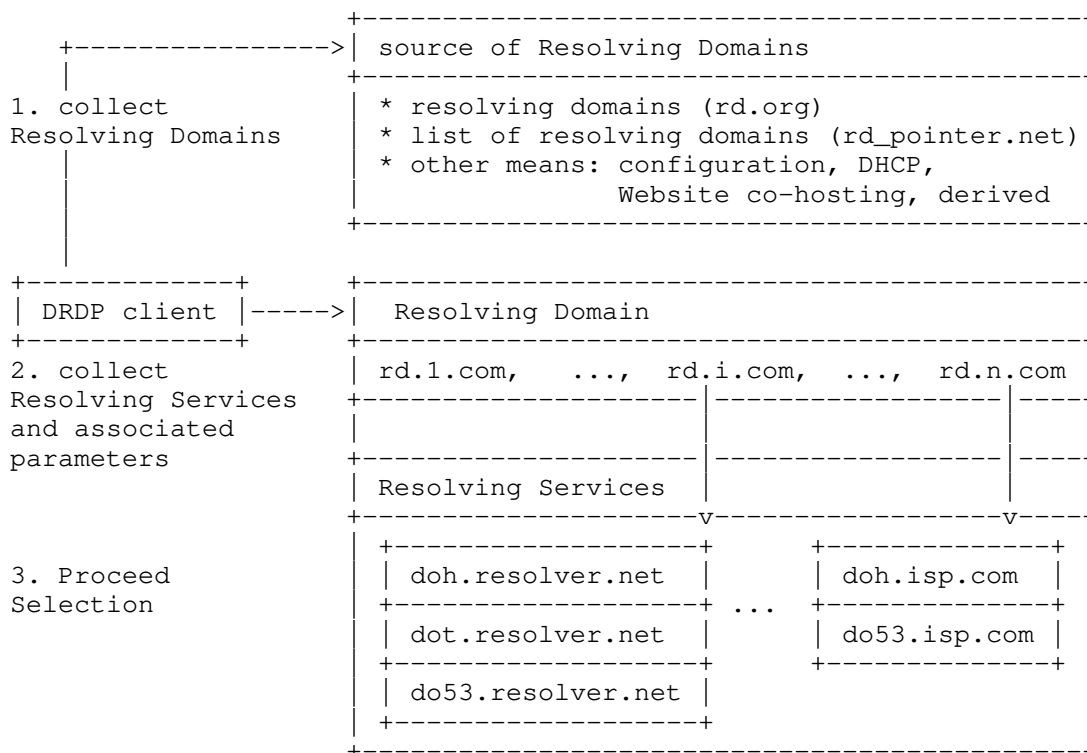 source of Resolving Domains
1. collect
Resolving Domains
* resolving domains (rd.org)
* list of resolving domains (rd_pointer.net)
* other means: configuration, DHCP,
Website co-hosting, derived
DRDP client
Resolving Domain
2. collect
Resolving Services
and associated
parameters
rd.1.com, ..., rd.i.com, ..., rd.n.com
Resolving Services
3. Proceed
Selection
doh.resolver.net doh.isp.com
...
dot.resolver.net do53.isp.com
do53.resolver.net